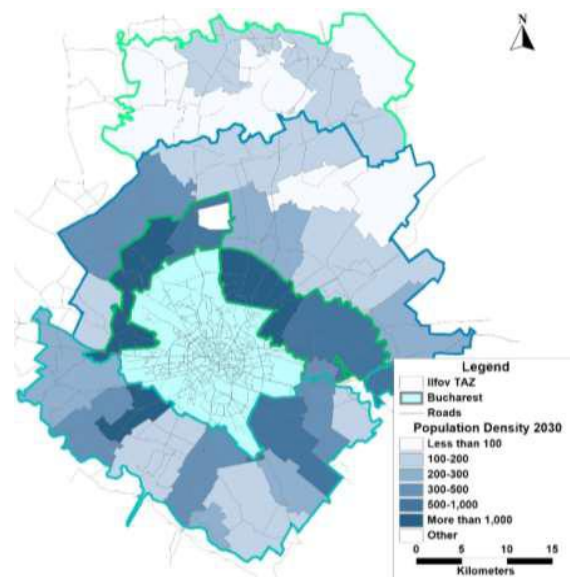 N
Legend
Ilfov TAZ
Bucharest
Roads
Population Density 2030
Less than 100
100-200
200-300
300-500
500-1,000
More than 1,000
Other
0 5 10 15
Kilometers